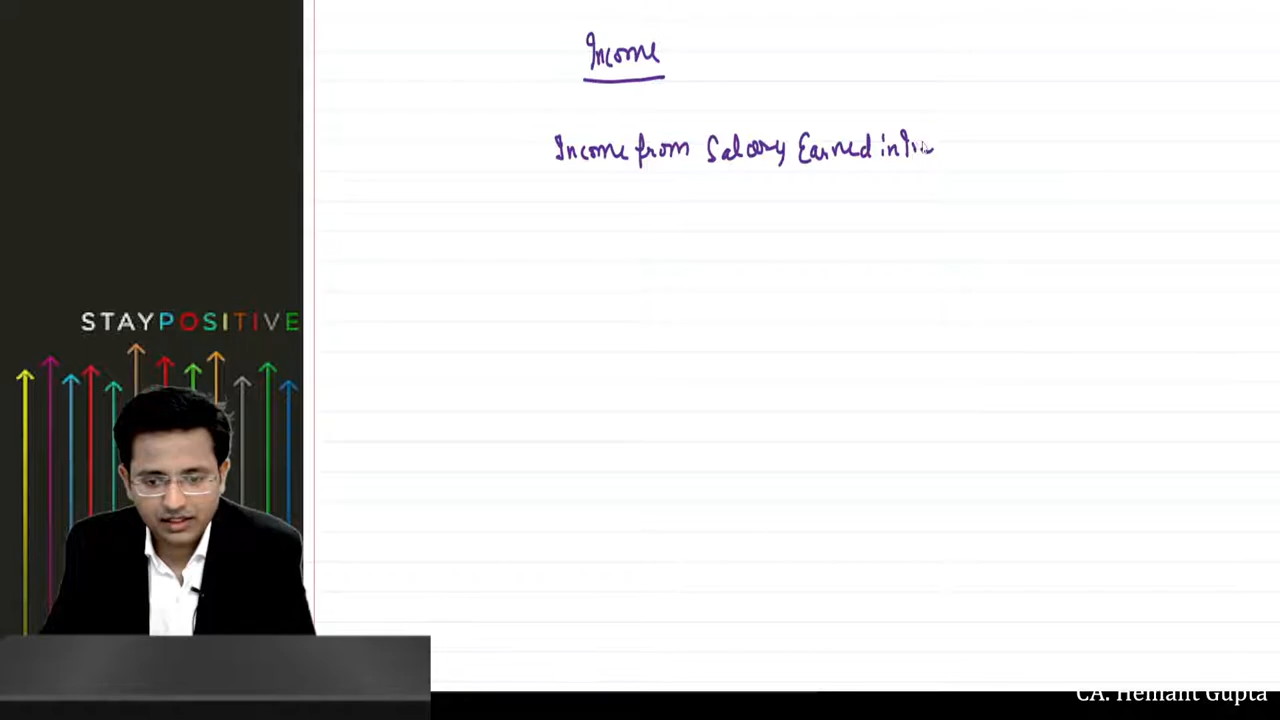 Income
Income from Salary Earned in
STAYPOSITIVE
CA. Hemant Gupta